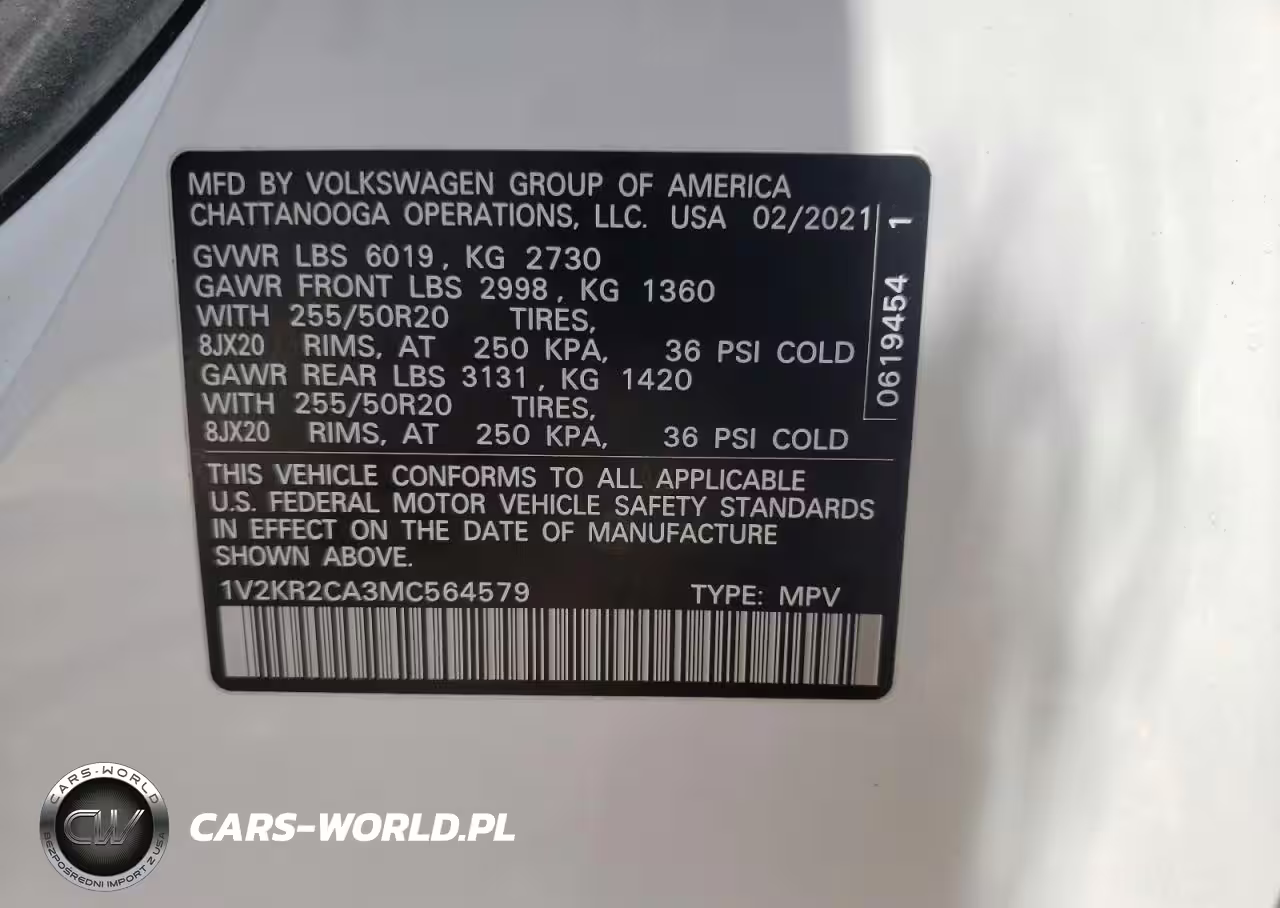 MFD BY VOLKSWAGEN GROUP OF AMERICA
CHATTANOOGA OPERATIONS, LLC. USA 02/2021
GVWR LBS 6019, KG 2730
GAWR FRONT LBS 2998, KG 1360
WITH 255/50R20 TIRES,
8JX20 RIMS, AT 250 KPA, 36 PSI COLD
GAWR REAR LBS 3131, KG 1420
WITH 255/50R20 TIRES,
8JX20 RIMS, AT 250 KPA, 36 PSI COLD
0619454 1
THIS VEHICLE CONFORMS TO ALL APPLICABLE
U.S. FEDERAL MOTOR VEHICLE SAFETY STANDARDS
IN EFFECT ON THE DATE OF MANUFACTURE
SHOWN ABOVE.
1V2KR2CA3MC564579 TYPE: MPV
CARS-WORLD
CW
BEZPOŚREDNI IMPORT Z USA
CARS-WORLD.PL